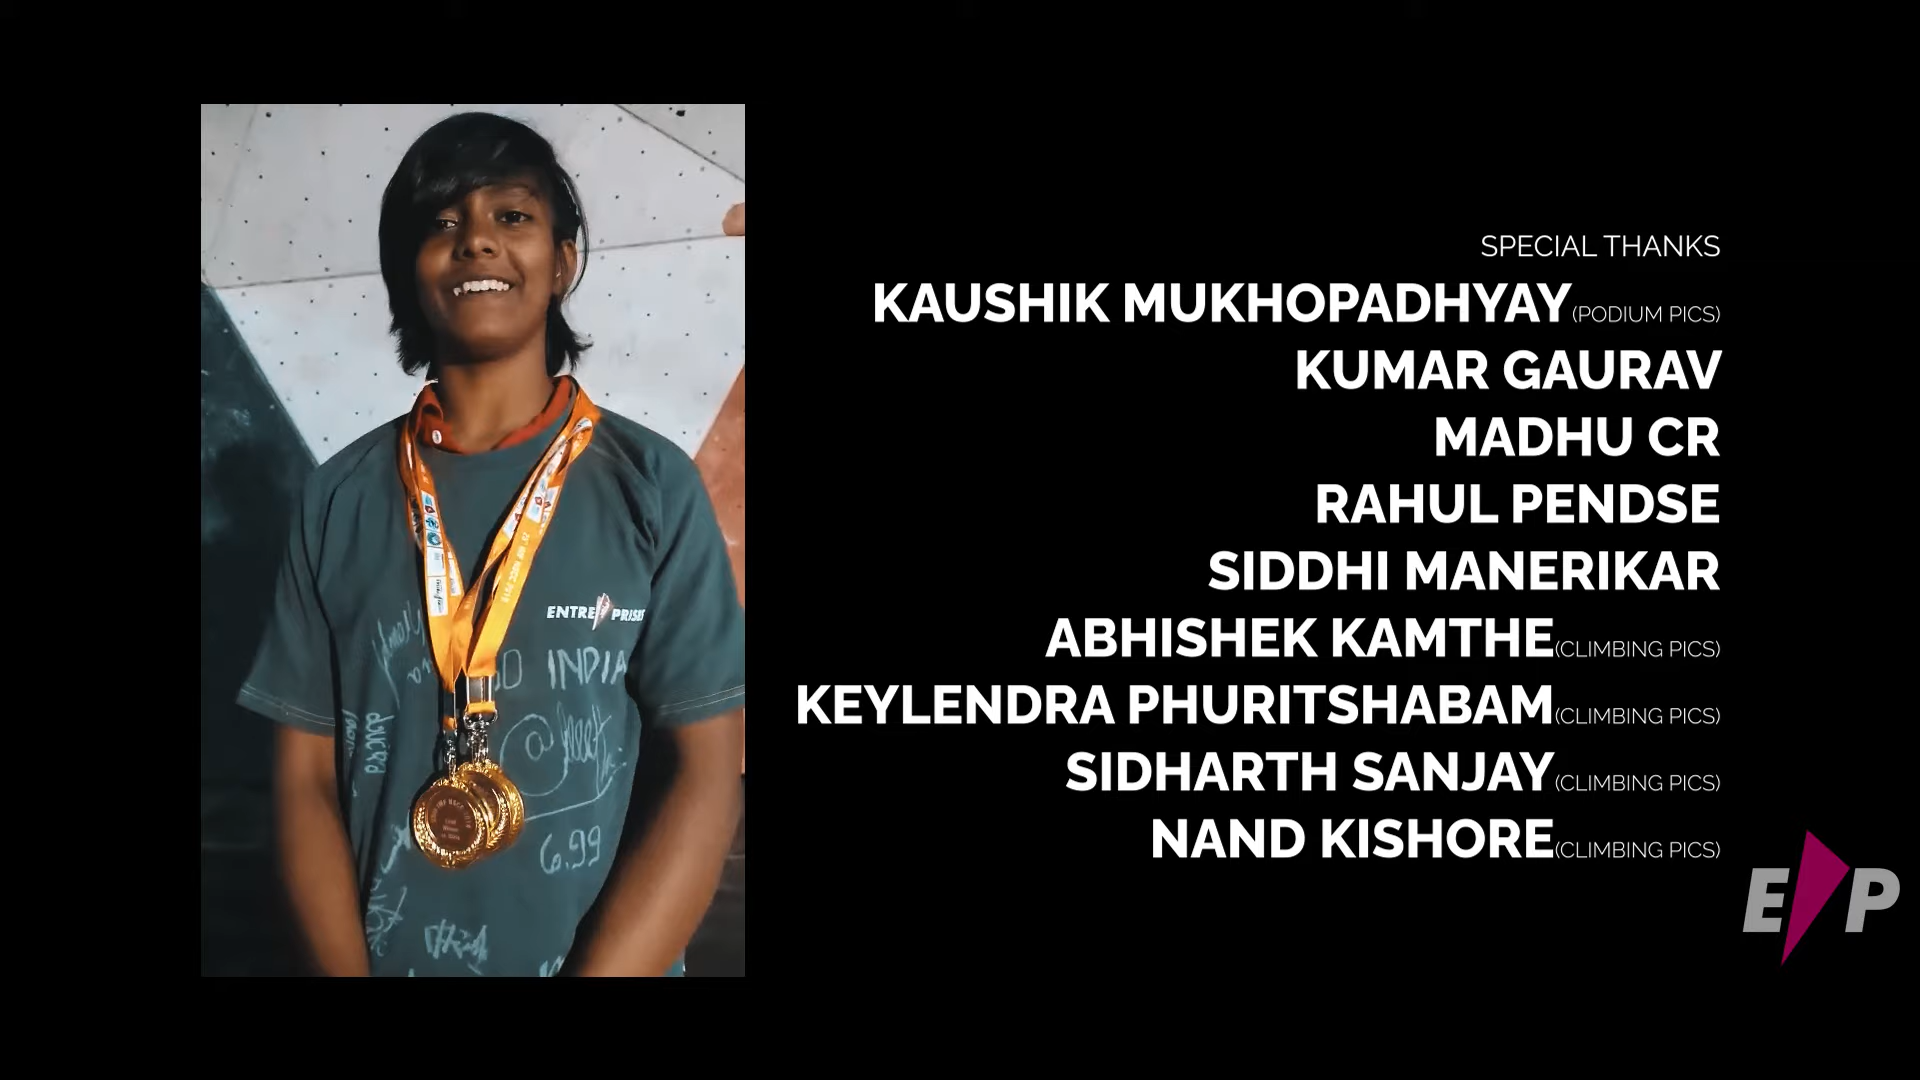 SPECIAL THANKS
KAUSHIK MUKHOPADHYAY(PODIUM PICS)
KUMAR GAURAV
MADHU CR
RAHUL PENDSE
SIDDHI MANERIKAR
ABHISHEK KAMTHE(CLIMBING PICS)
KEYLENDRA PHURITSHABAM(CLIMBING PICS)
SIDHARTH SANJAY(CLIMBING PICS)
NAND KISHORE(CLIMBING PICS)
EP
ENTRE PRISES
INDIA
6.99